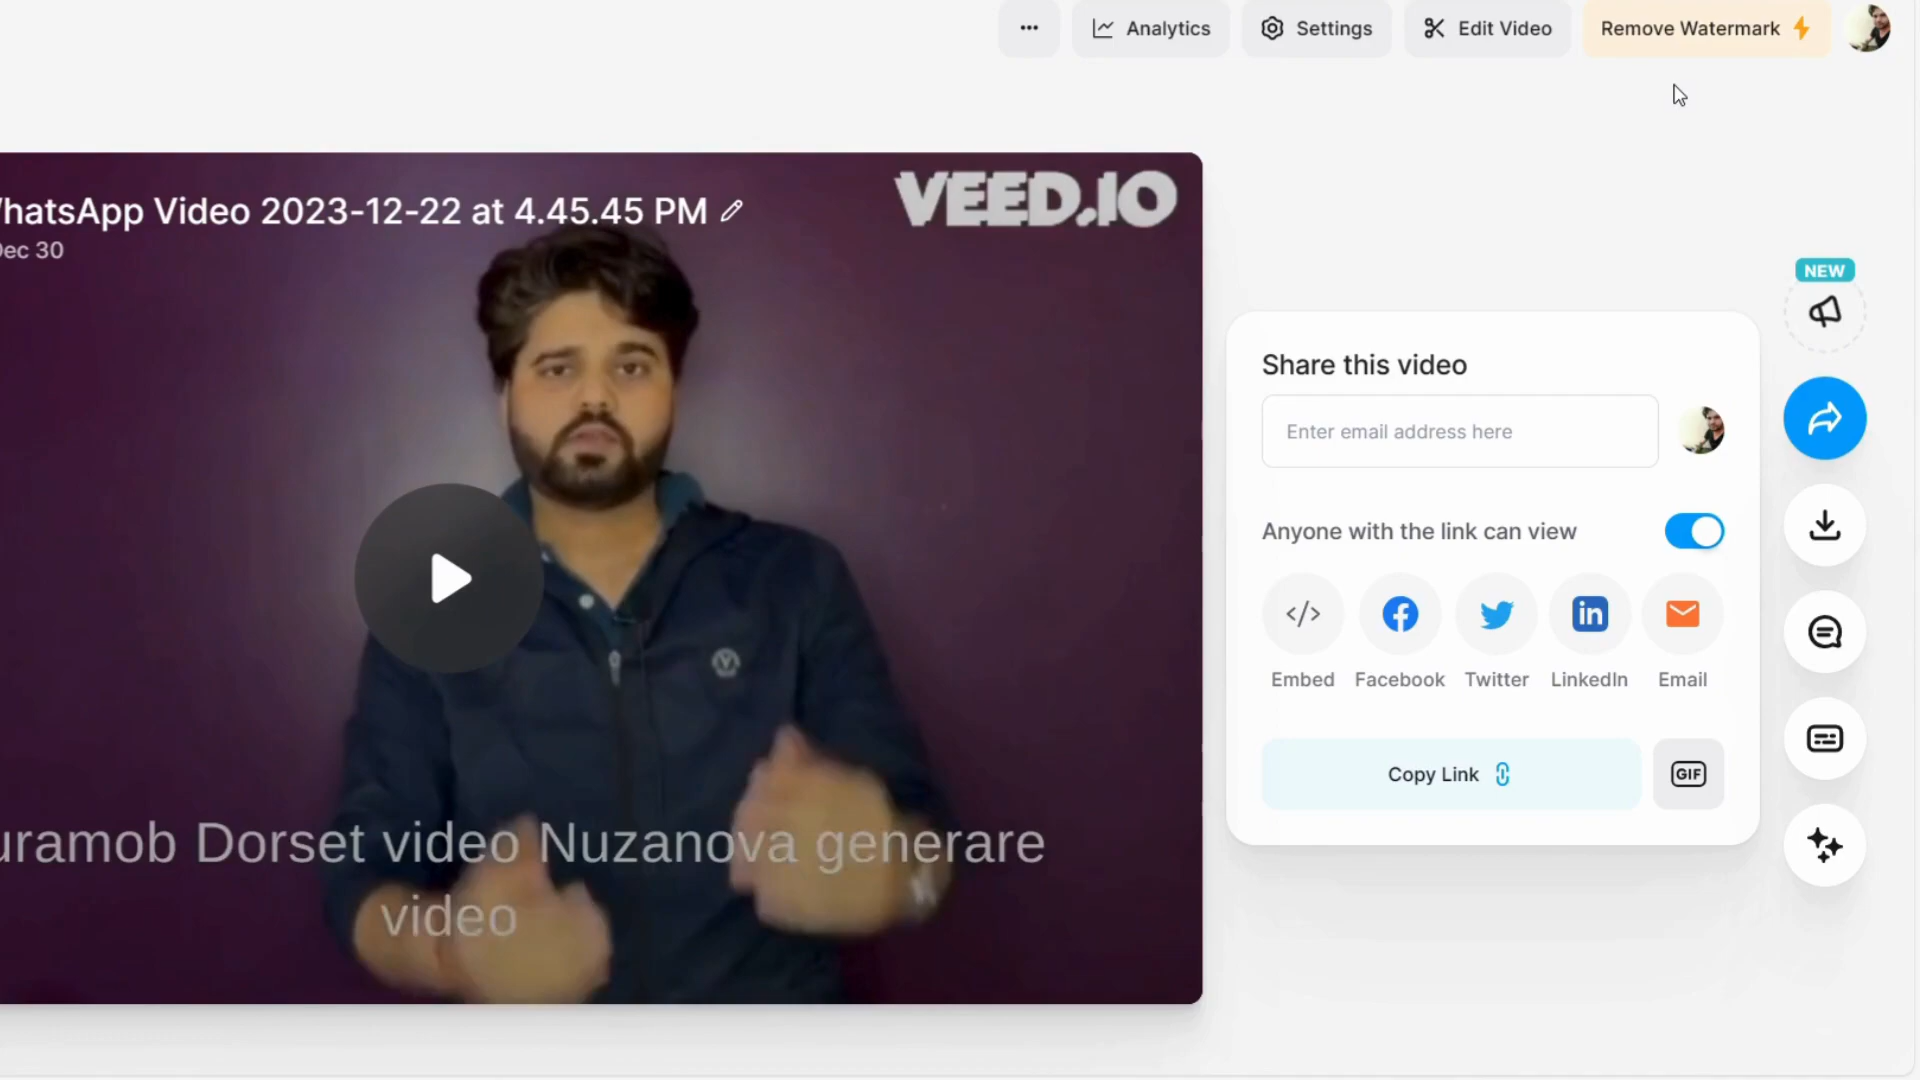 Analytics
Settings
Edit Video
Remove Watermark
hatsApp Video 2023-12-22 at 4.45.45 PM
VEED.IO
ec 30
NEW
Share this video
Enter email address here
Anyone with the link can view
Embed
Facebook
Twitter
LinkedIn
Email
Copy Link
GIF
uramob Dorset video Nuzanova generare
video